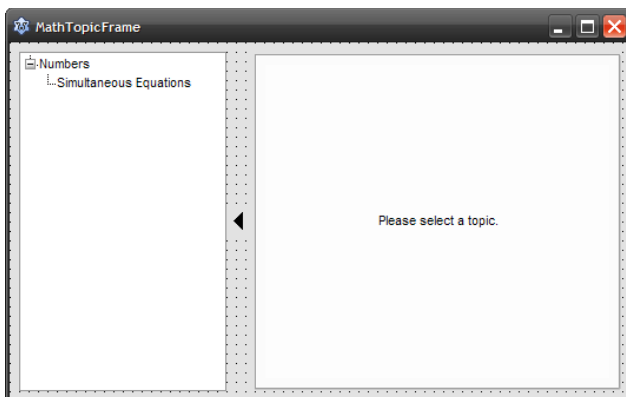 MathTopicFrame
Numbers
Simultaneous Equations
Please select a topic.